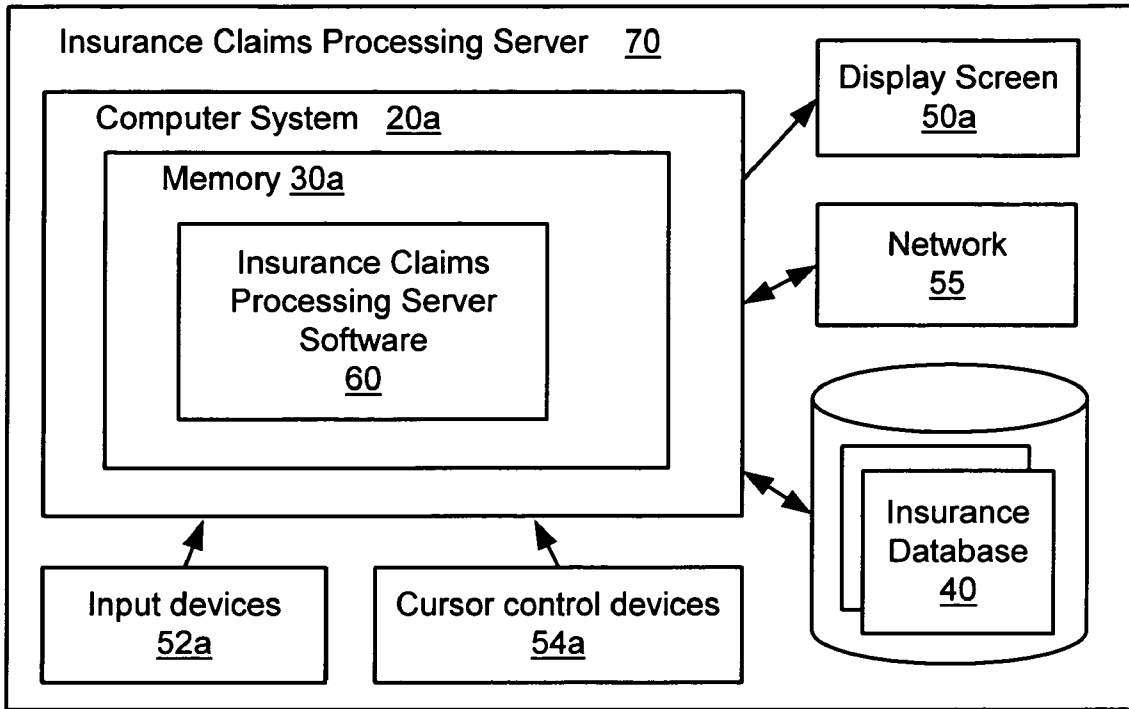 Insurance Claims Processing Server 70
Computer System 20a
Memory 30a
Insurance Claims
Processing Server
Software
60
Display Screen
50a
Network
55
Insurance
Database
40
Input devices
52a
Cursor control devices
54a